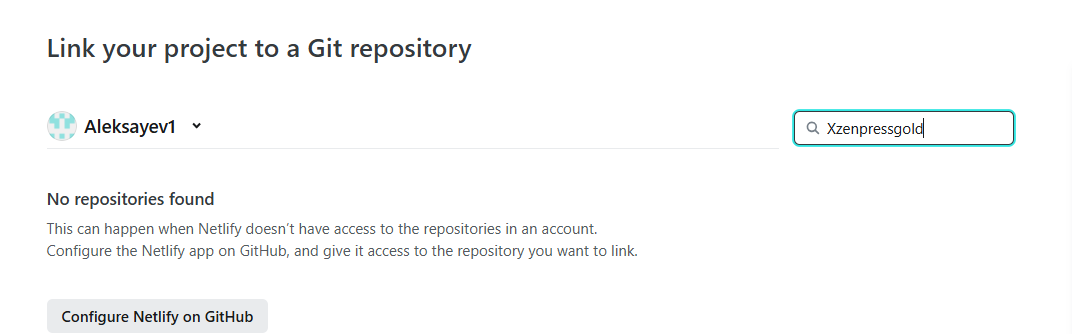 Link your project to a Git repository
Aleksayev1
Xzenpressgold
No repositories found
This can happen when Netlify doesn’t have access to the repositories in an account.
Configure the Netlify app on GitHub, and give it access to the repository you want to link.
Configure Netlify on GitHub